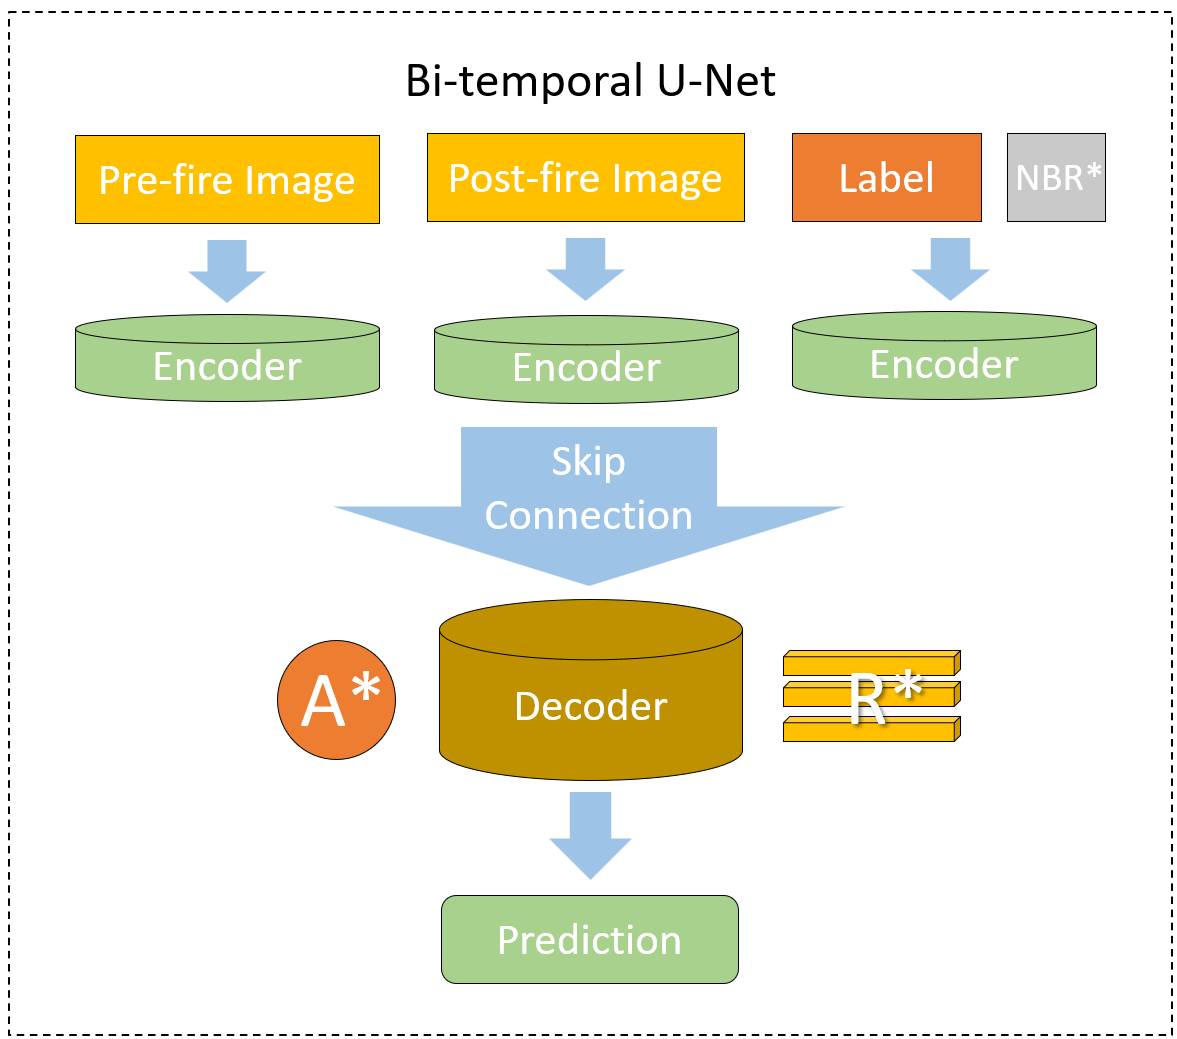 Bi-temporal U-Net
Pre-fire Image
Post-fire Image
Label
NBR*
Encoder
Encoder
Encoder
Skip
Connection
A*
Decoder
R*
Prediction